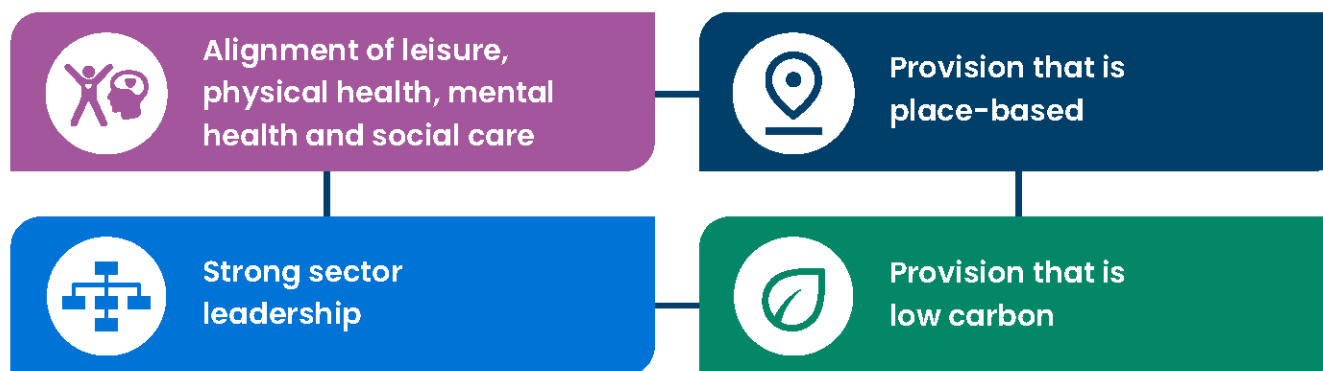 Alignment of leisure,
physical health, mental
health and social care
Provision that is
place-based
Strong sector
leadership
Provision that is
low carbon